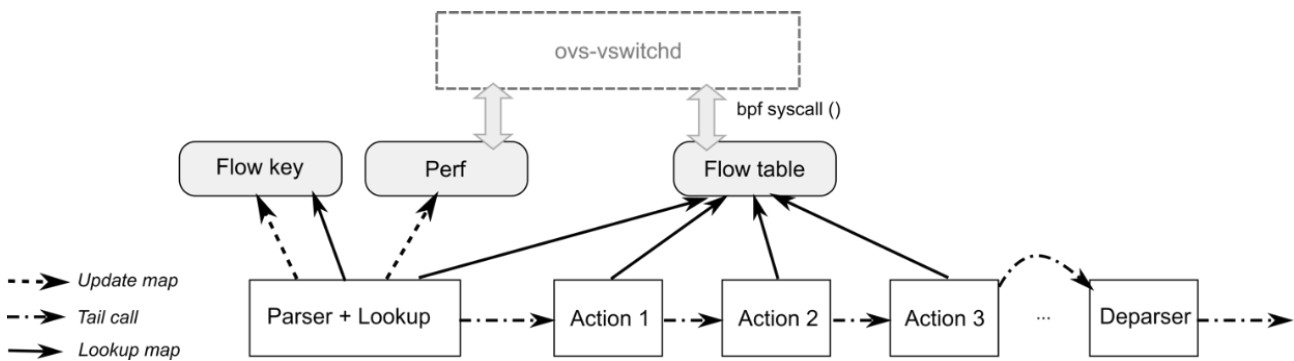 ovs-vswitchd
bpf syscall ()
Flow key
Perf
Flow table
Update map
Tail call
Lookup map
Parser + Lookup
Action 1
Action 2
Action 3
...
Deparser